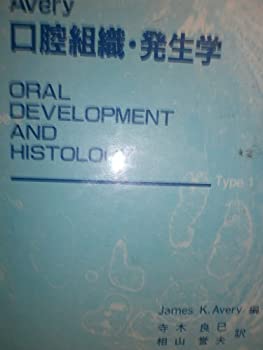 Avery
口腔組織・発生学
ORAL
DEVELOPMENT
AND
HISTOLOGY
Type 1
James K. Avery 編
寺木良巳
相山誉夫 訳